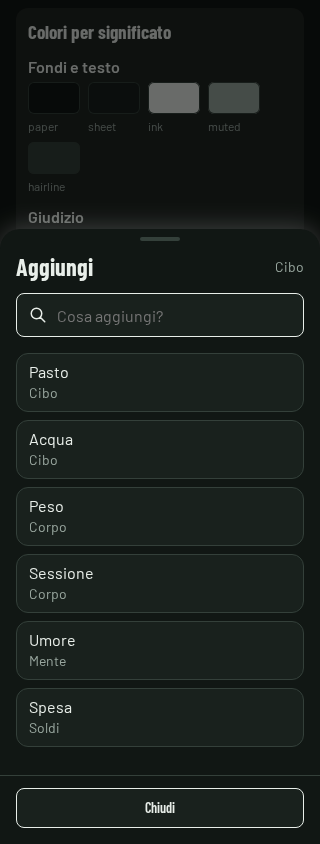 Colori per significato
Fondi e testo
paper sheet ink muted
hairline
Giudizio
Aggiungi Cibo
Cosa aggiungi?
Pasto
Cibo
Acqua
Cibo
Peso
Corpo
Sessione
Corpo
Umore
Mente
Spesa
Soldi
Chiudi